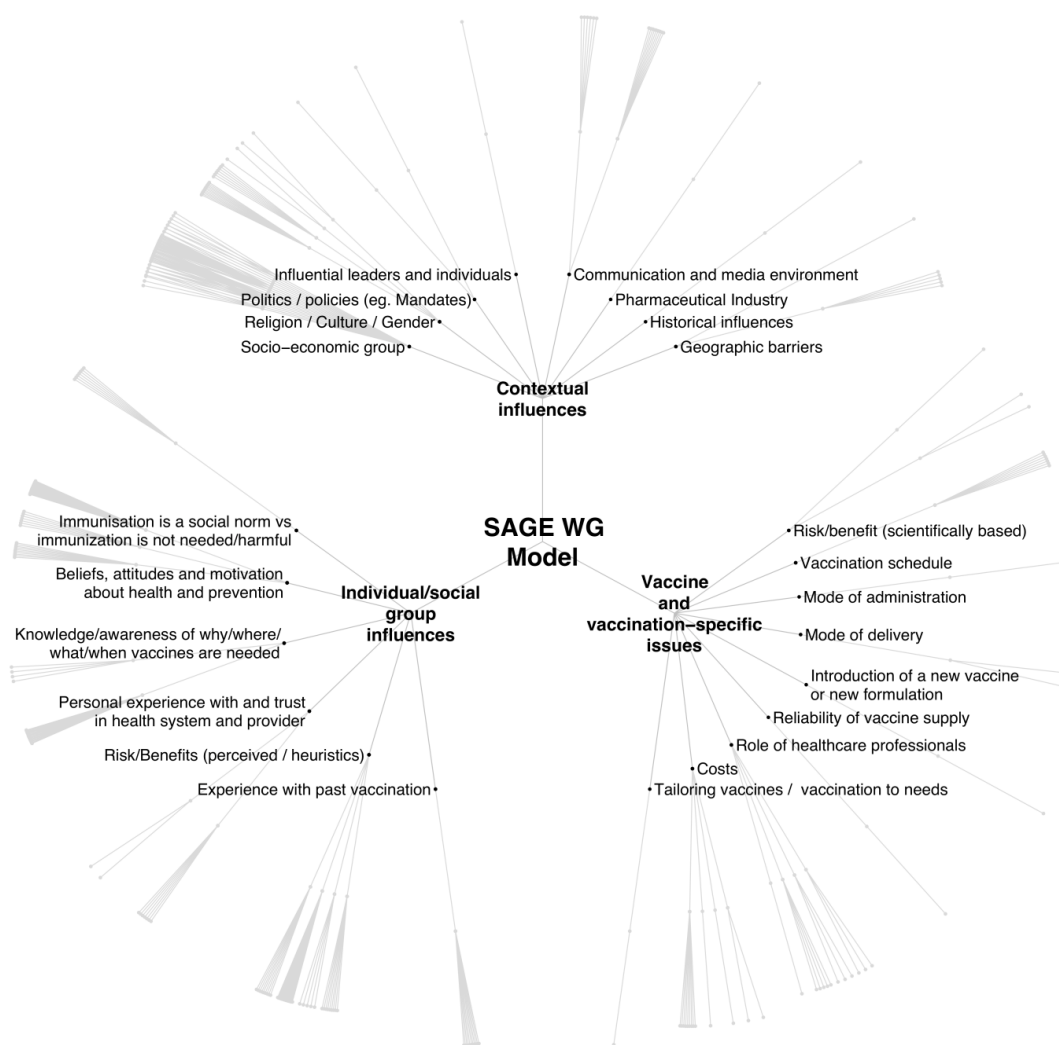 Influential leaders and individuals
Politics / policies (eg. Mandates)
Religion / Culture / Gender
Socio−economic group
Communication and media environment
Pharmaceutical Industry
Historical influences
Geographic barriers
Contextual
influences
SAGE WG
Model
Immunisation is a social norm vs
immunization is not needed/harmful
Beliefs, attitudes and motivation
about health and prevention
Knowledge/awareness of why/where/
what/when vaccines are needed
Personal experience with and trust
in health system and provider
Risk/Benefits (perceived / heuristics)
Experience with past vaccination
Individual/social
group
influences
Vaccine
and
vaccination−specific
issues
Risk/benefit (scientifically based)
Vaccination schedule
Mode of administration
Mode of delivery
Introduction of a new vaccine
or new formulation
Reliability of vaccine supply
Role of healthcare professionals
Costs
Tailoring vaccines / vaccination to needs